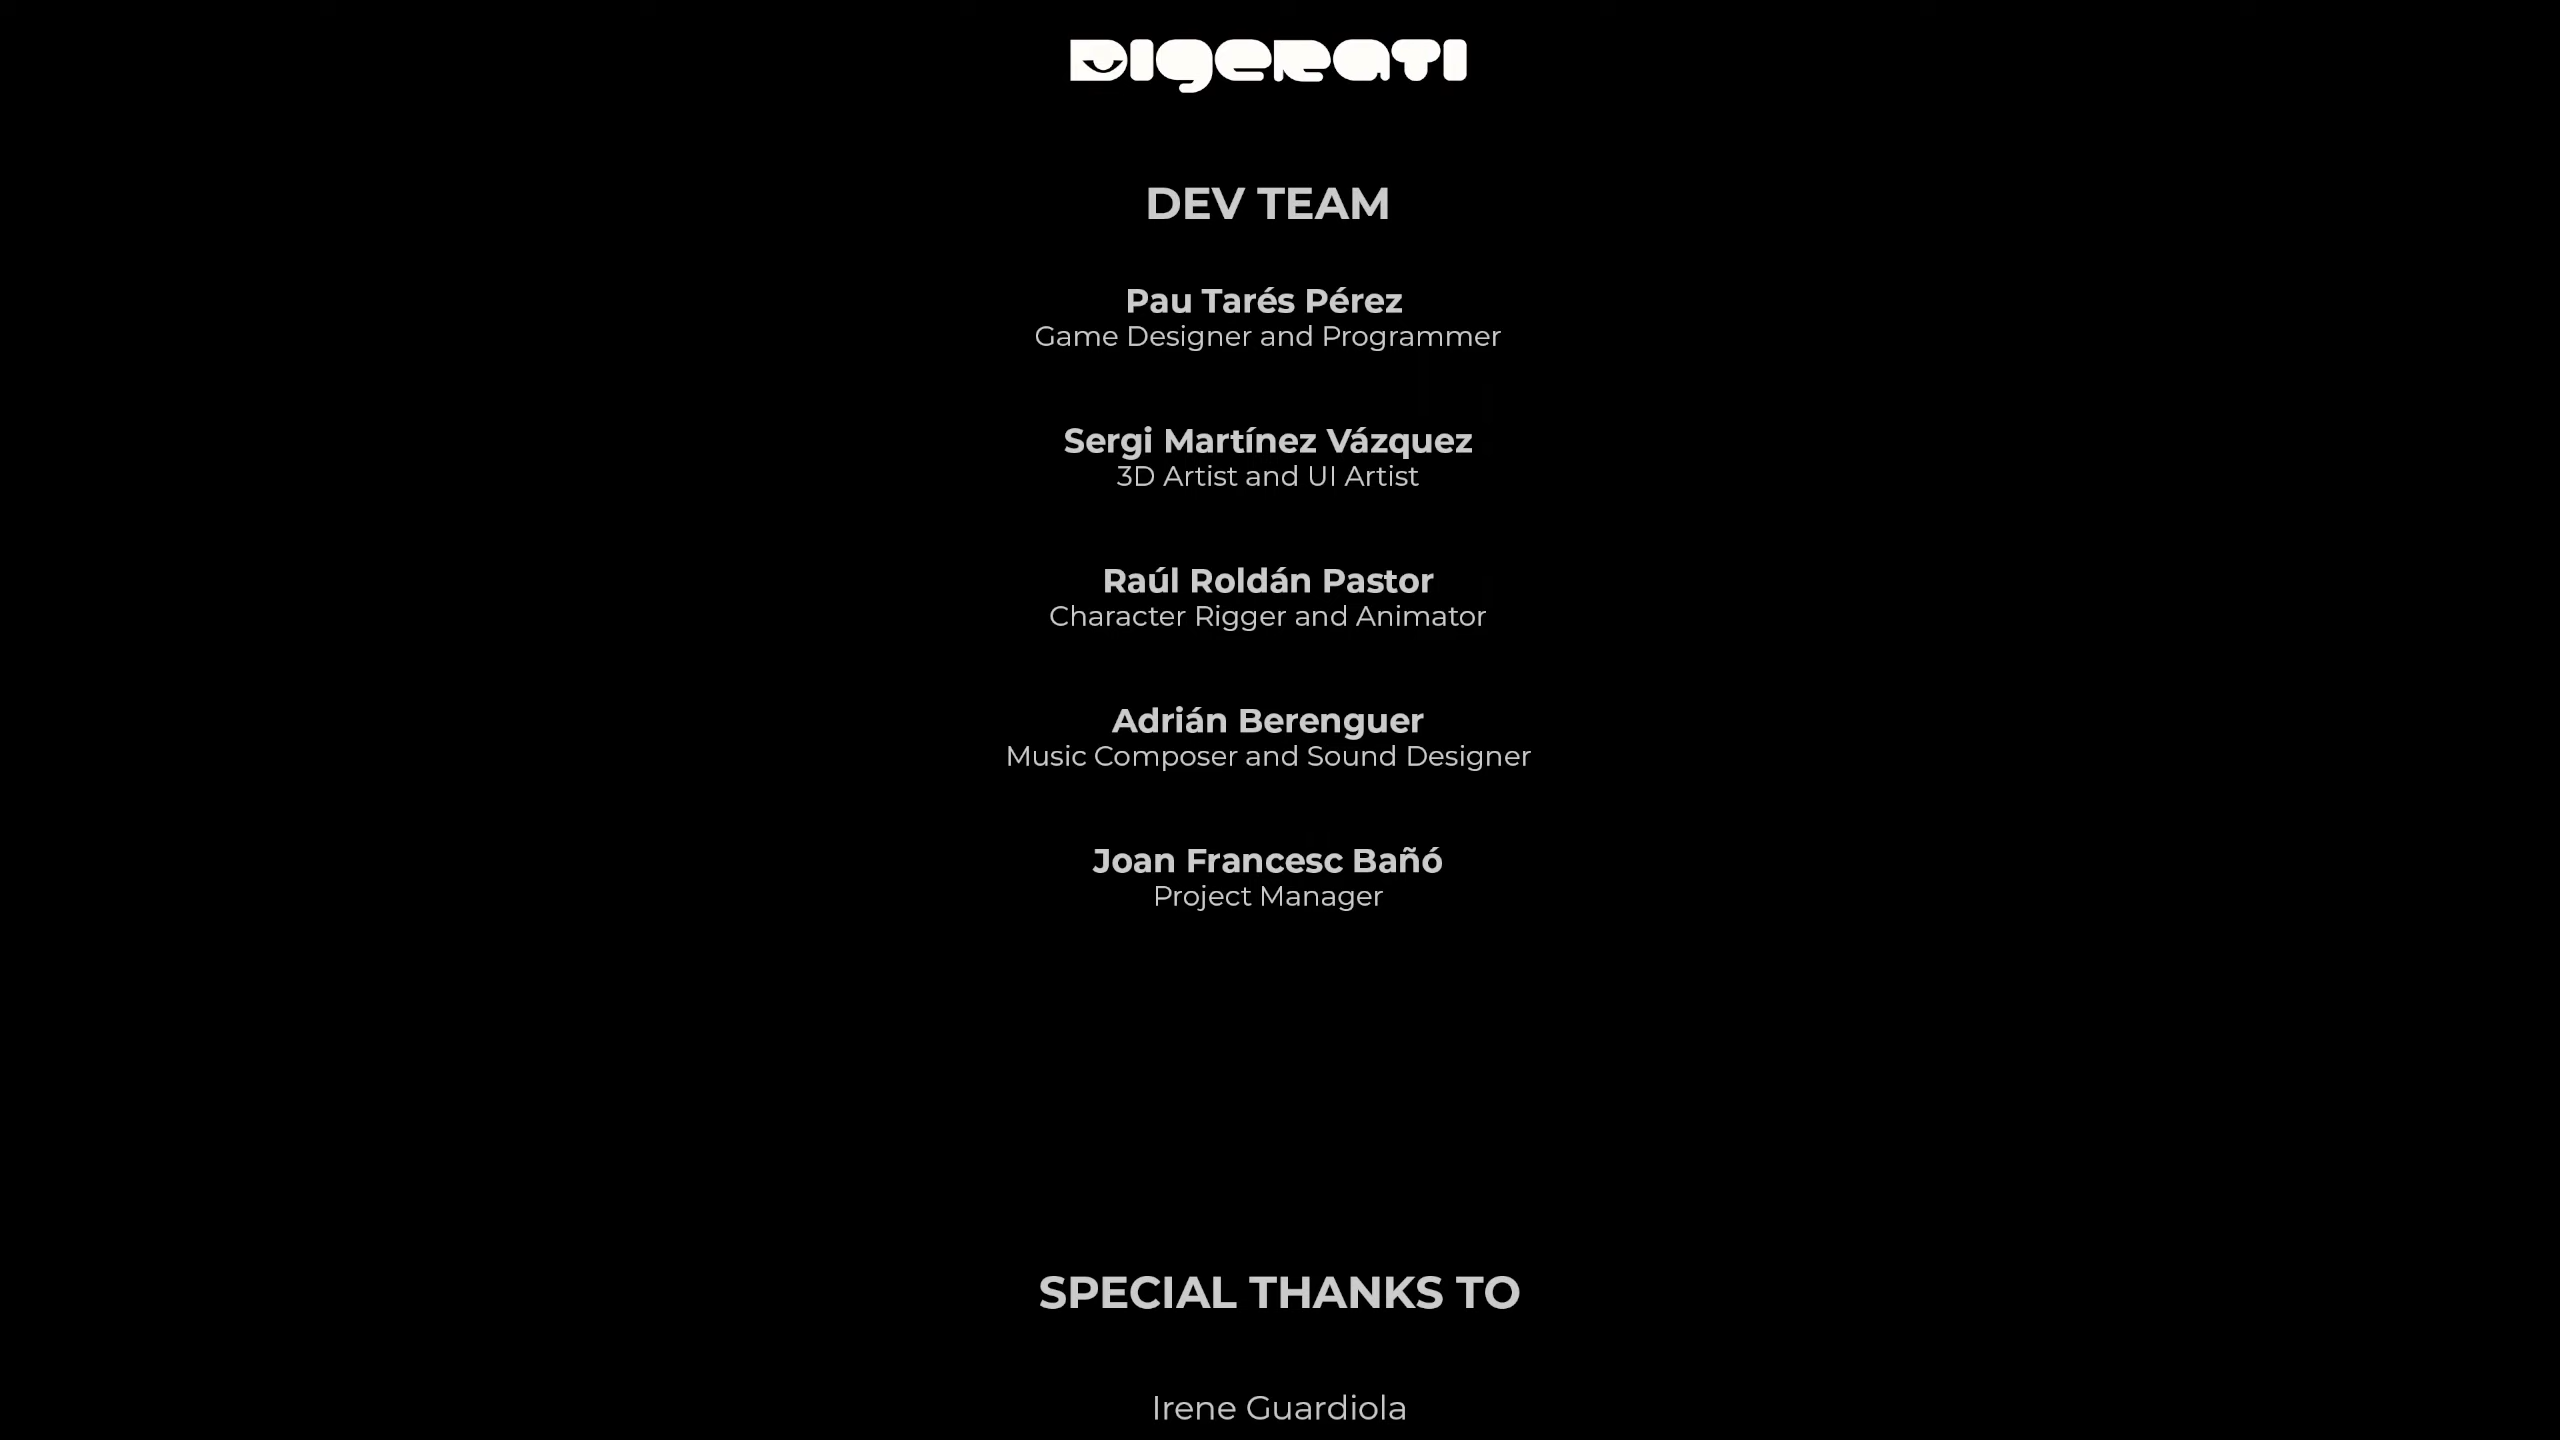 DIGERATI
DEV TEAM
Pau Tarés Pérez
Game Designer and Programmer
Sergi Martínez Vázquez
3D Artist and UI Artist
Raúl Roldán Pastor
Character Rigger and Animator
Adrián Berenguer
Music Composer and Sound Designer
Joan Francesc Bañó
Project Manager
SPECIAL THANKS TO
Irene Guardiola